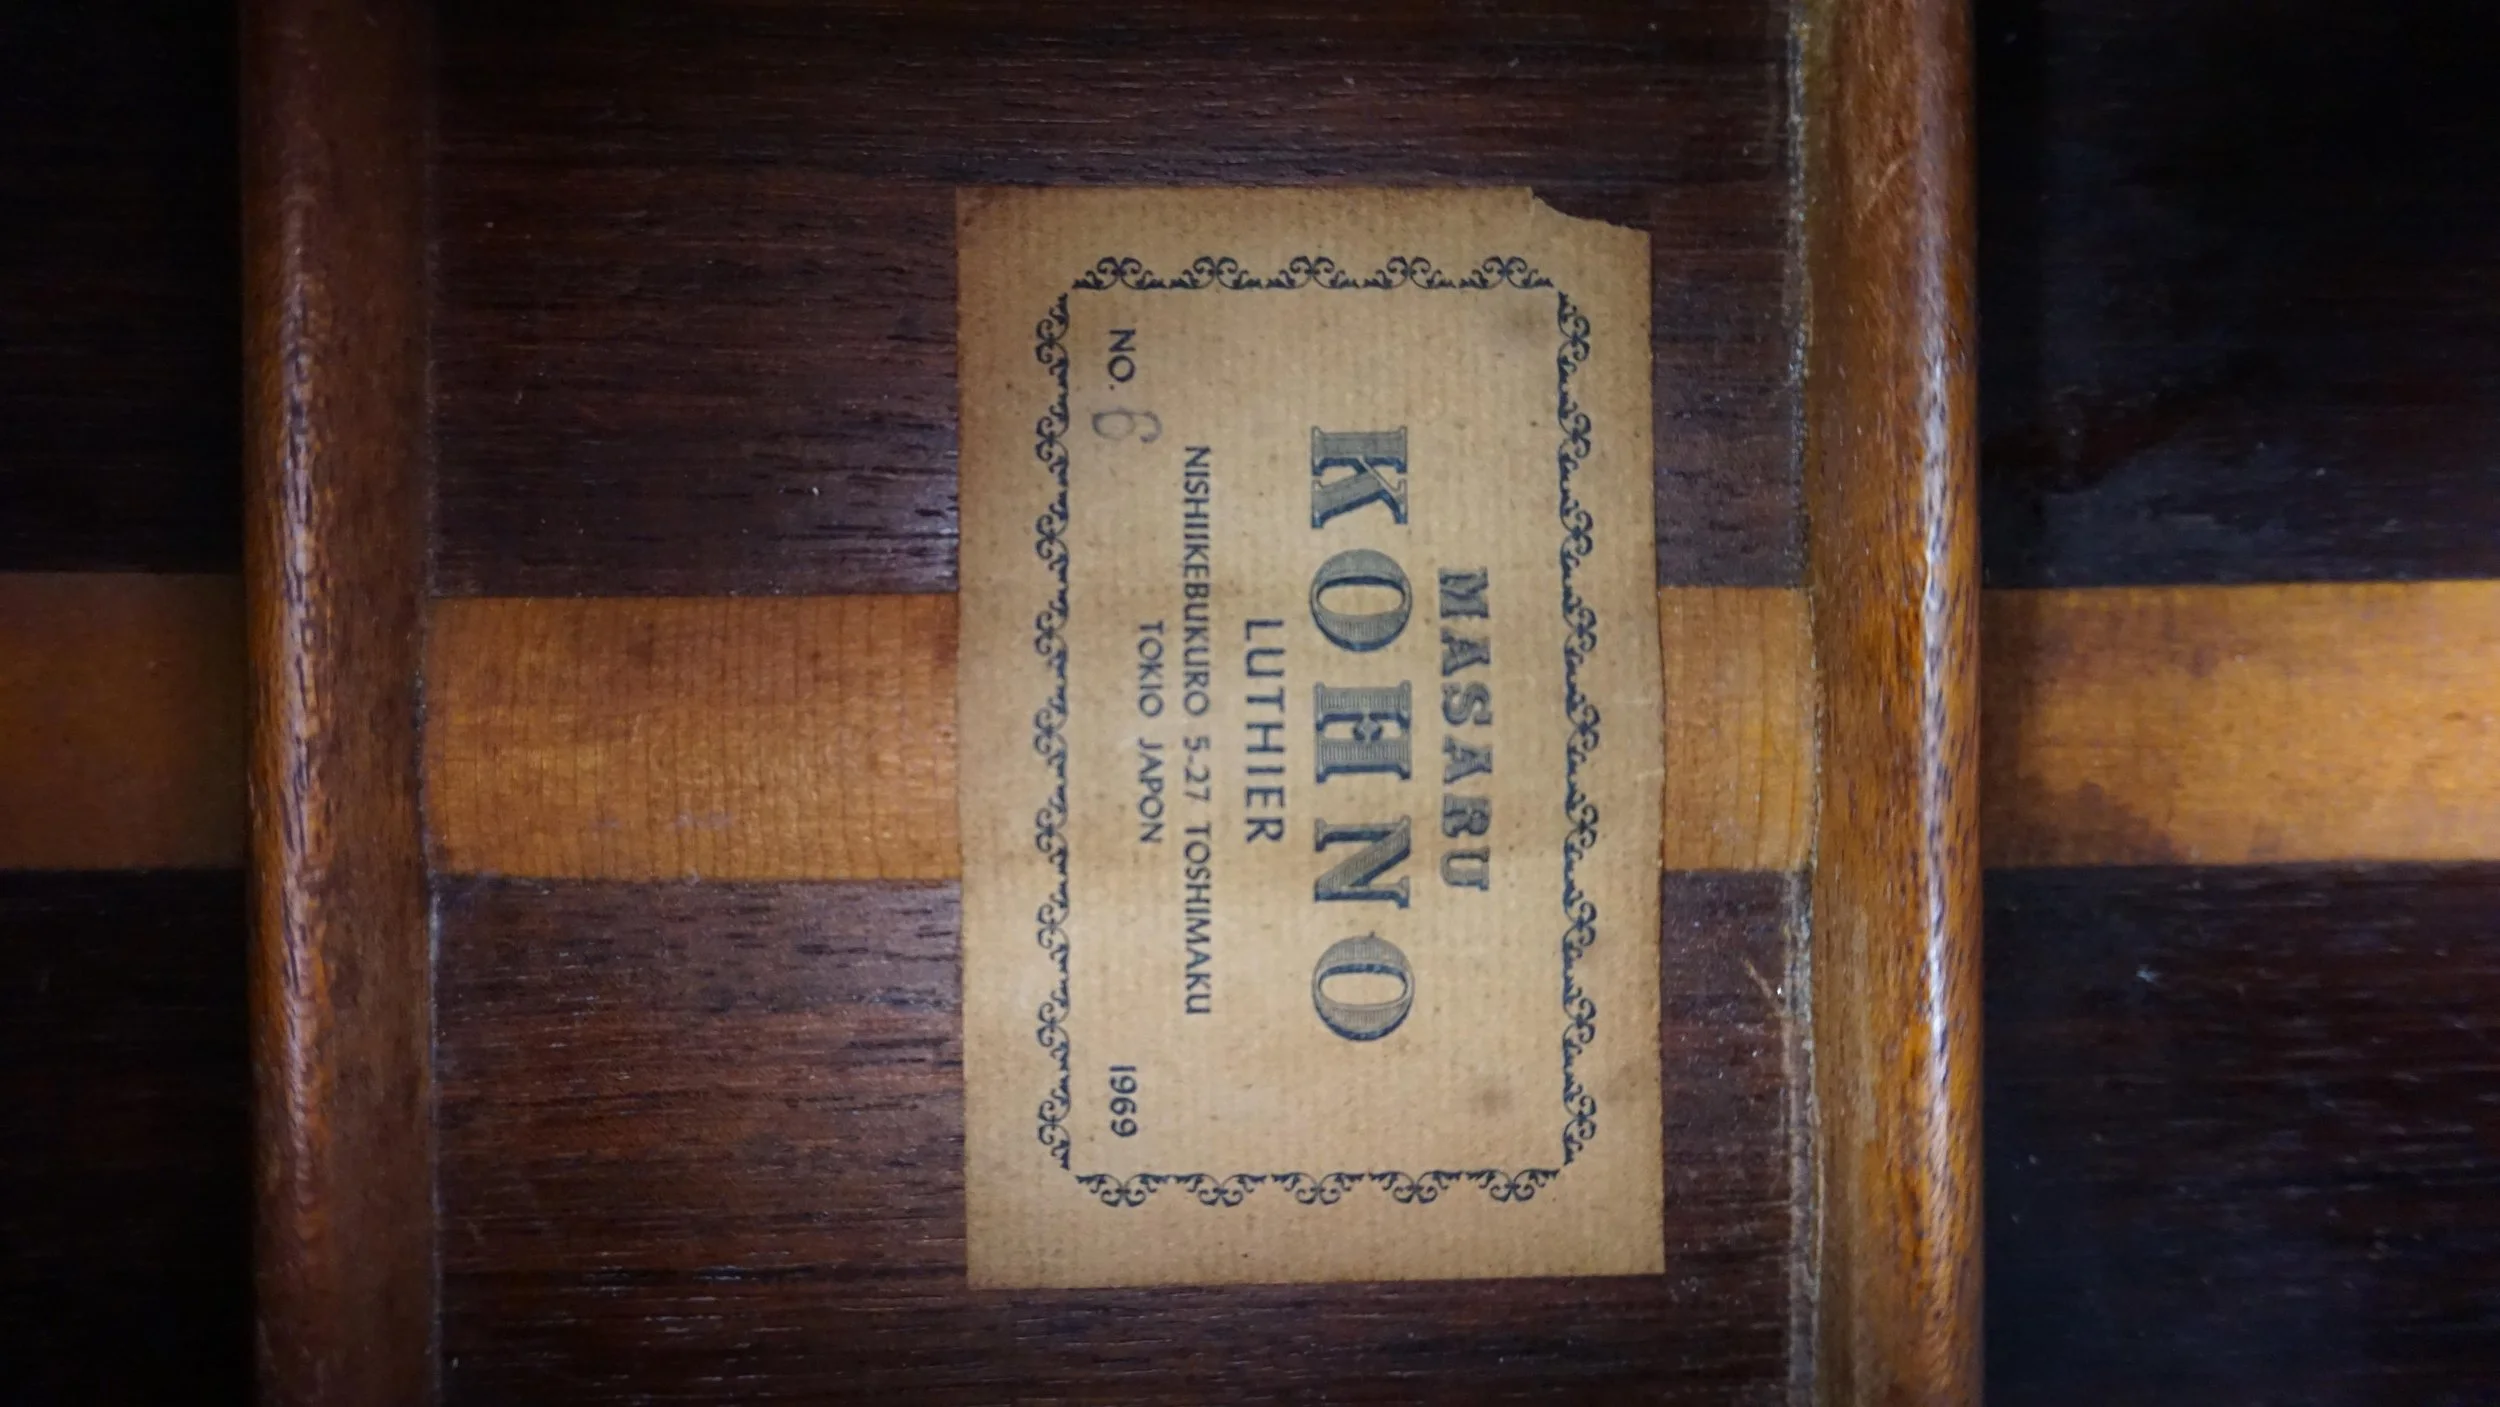 MASARU
KOHNO
LUTHIER
NISHIIKEBUKURO 5-27 TOSHIMAKU
TOKIO JAPON
NO. 6
1969